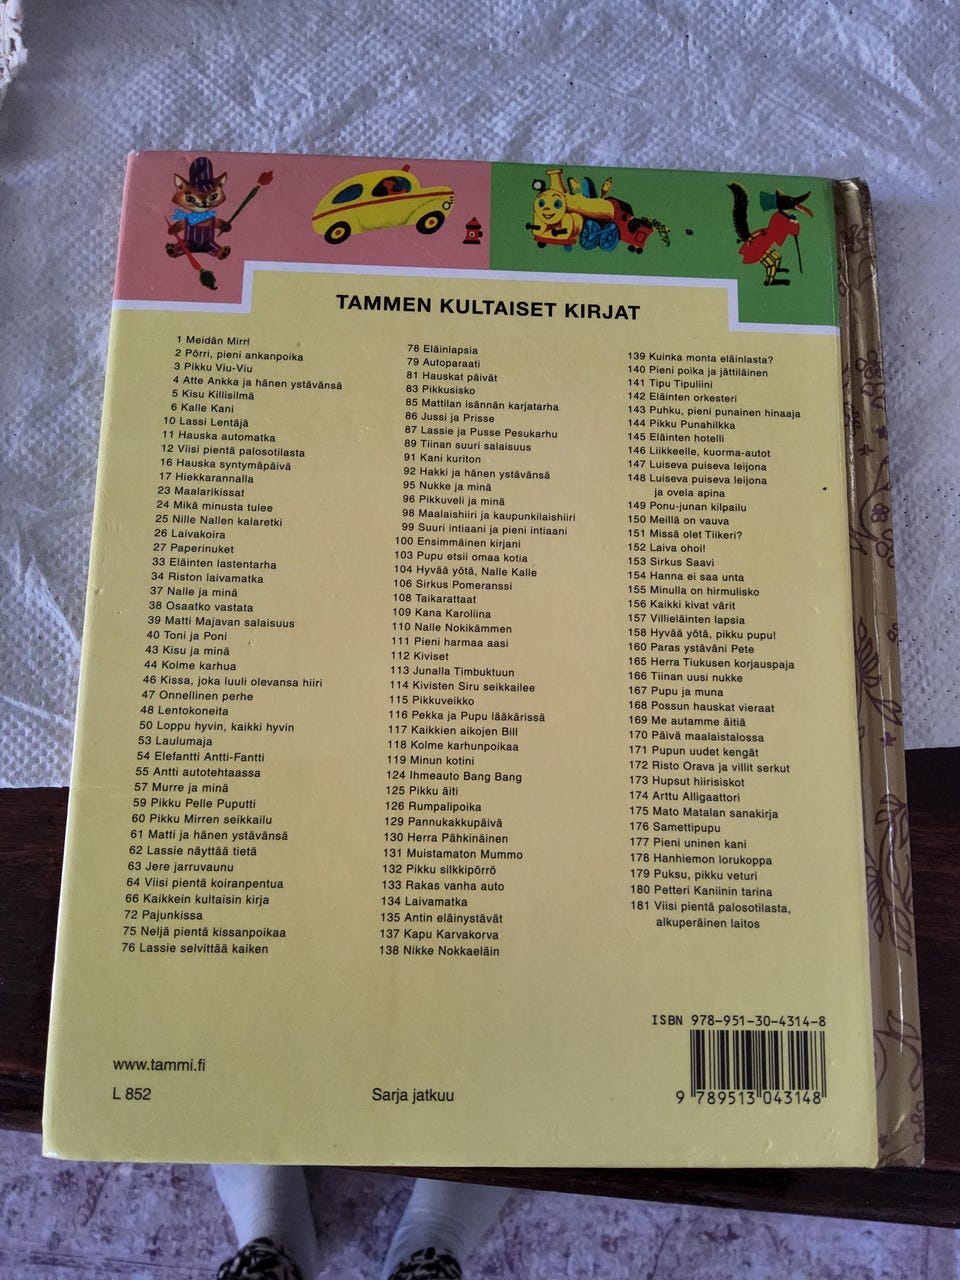 TAMMEN KULTAISET KIRJAT
1 Meidän Mirri
2 Pörri, pieni ankanpoika
3 Pikku Viu-Viu
4 Atte Ankka ja hänen ystävänsä
5 Kisu Killisilmä
6 Kalle Kani
10 Lassi Lentäjä
11 Hauska automatka
12 Viisi pientä palosotilasta
16 Hauska syntymäpäivä
17 Hiekkarannalla
23 Maalarikissat
24 Mikä minusta tulee
25 Nille Nallen kalaretki
26 Laivakoira
27 Paperinuket
33 Eläinten lastentarha
34 Riston laivamatka
37 Nalle ja minä
38 Osaatko vastata
39 Matti Majavan salaisuus
40 Toni ja Poni
43 Kisu ja minä
44 Kolme karhua
46 Kissa, joka luuli olevansa hiiri
47 Onnellinen perhe
48 Lentokoneita
50 Loppu hyvin, kaikki hyvin
53 Laulumaja
54 Elefantti Antti-Fantti
55 Antti autotehtaassa
57 Murre ja minä
59 Pikku Pelle Puputti
60 Pikku Mirren seikkailu
61 Matti ja hänen ystävänsä
62 Lassie näyttää tietä
63 Jere jarruvaunu
64 Viisi pientä koiranpentua
66 Kaikkein kultaisin kirja
72 Pajunkissa
75 Neljä pientä kissanpoikaa
76 Lassie selvittää kaiken
78 Eläinlapsia
79 Autoparaati
81 Hauskat päivät
83 Pikkusisko
85 Mattilan isännän karjatarha
86 Jussi ja Prisse
87 Lassie ja Pusse Pesukarhu
89 Tiinan suuri salaisuus
91 Kani kuriton
92 Hakki ja hänen ystävänsä
95 Nukke ja minä
96 Pikkuveli ja minä
98 Maalaishiiri ja kaupunkilaishiiri
99 Suuri intiaani ja pieni intiaani
100 Ensimmäinen kirjani
103 Pupu etsii omaa kotia
104 Hyvää yötä, Nalle Kalle
106 Sirkus Pomeranssi
108 Taikarattaat
109 Kana Karoliina
110 Nalle Nokikämmen
111 Pieni harmaa aasi
112 Kiviset
113 Junalla Timbuktuun
114 Kivisten Siru seikkailee
115 Pikkuveikko
116 Pekka ja Pupu lääkärissä
117 Kaikkien aikojen Bill
118 Kolme karhunpoikaa
119 Minun kotini
124 Ihmeauto Bang Bang
125 Pikku äiti
126 Rumpalipoika
129 Pannukakkupäivä
130 Herra Pähkinäinen
131 Muistamaton Mummo
132 Pikku silkkipörrö
133 Rakas vanha auto
134 Laivamatka
135 Antin eläinystävät
137 Kapu Karvakorva
138 Nikke Nokkaeläin
139 Kuinka monta eläinlasta?
140 Pieni poika ja jättiläinen
141 Tipu Tipuliini
142 Eläinten orkesteri
143 Puhku, pieni punainen hinaaja
144 Pikku Punahilkka
145 Eläinten hotelli
146 Liikkeelle, kuorma-autot
147 Luiseva puiseva leijona
148 Luiseva puiseva leijona
ja ovela apina
149 Ponu-junan kilpailu
150 Meillä on vauva
151 Missä olet Tiikeri?
152 Laiva ohoi!
153 Sirkus Saavi
154 Hanna ei saa unta
155 Minulla on hirmulisko
156 Kaikki kivat värit
157 Villieläinten lapsia
158 Hyvää yötä, pikku pupu!
160 Paras ystäväni Pete
165 Herra Tiukusen korjauspaja
166 Tiinan uusi nukke
167 Pupu ja muna
168 Possun hauskat vieraat
169 Me autamme äitiä
170 Päivä maalaistalossa
171 Pupun uudet kengät
172 Risto Orava ja villit serkut
173 Hupsut hiirisiskot
174 Arttu Alligaattori
175 Mato Matalan sanakirja
176 Samettipupu
177 Pieni uninen kani
178 Hanhiemon lorukoppa
179 Puksu, pikku veturi
180 Petteri Kaniinin tarina
181 Viisi pientä palosotilasta,
alkuperäinen laitos
ISBN 978-951-30-4314-8
9 789513 043148
www.tammi.fi
L 852
Sarja jatkuu